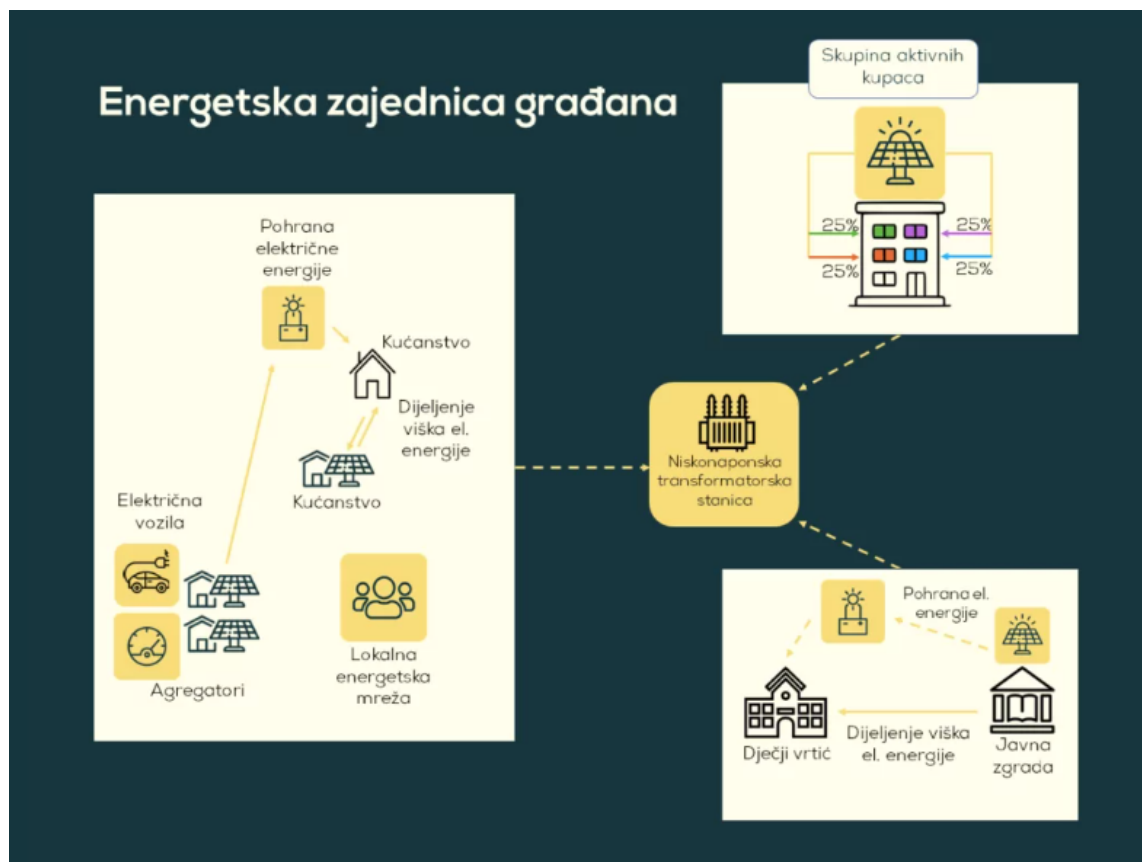 Energetska zajednica građana
Skupina aktivnih
kupaca
25%
25%
25%
25%
Pohrana
električne
energije
Kućanstvo
Dijeljenje
viška el.
energije
Kućanstvo
Električna
vozila
Agregatori
Lokalna
energetska
mreža
Niskonaponska
transformatorska
stanica
Pohrana el.
energije
Dječji vrtić
Dijeljenje viška
el. energije
Javna
zgrada